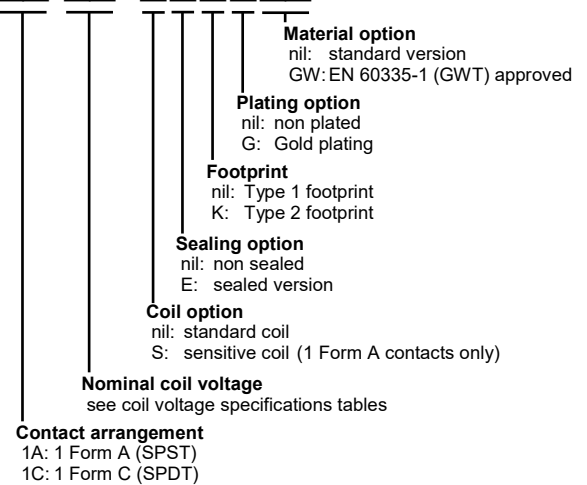 Material option
nil: standard version
GW: EN 60335-1 (GWT) approved
Plating option
nil: non plated
G: Gold plating
Footprint
nil: Type 1 footprint
K: Type 2 footprint
Sealing option
nil: non sealed
E: sealed version
Coil option
nil: standard coil
S: sensitive coil (1 Form A contacts only)
Nominal coil voltage
see coil voltage specifications tables
Contact arrangement
1A: 1 Form A (SPST)
1C: 1 Form C (SPDT)